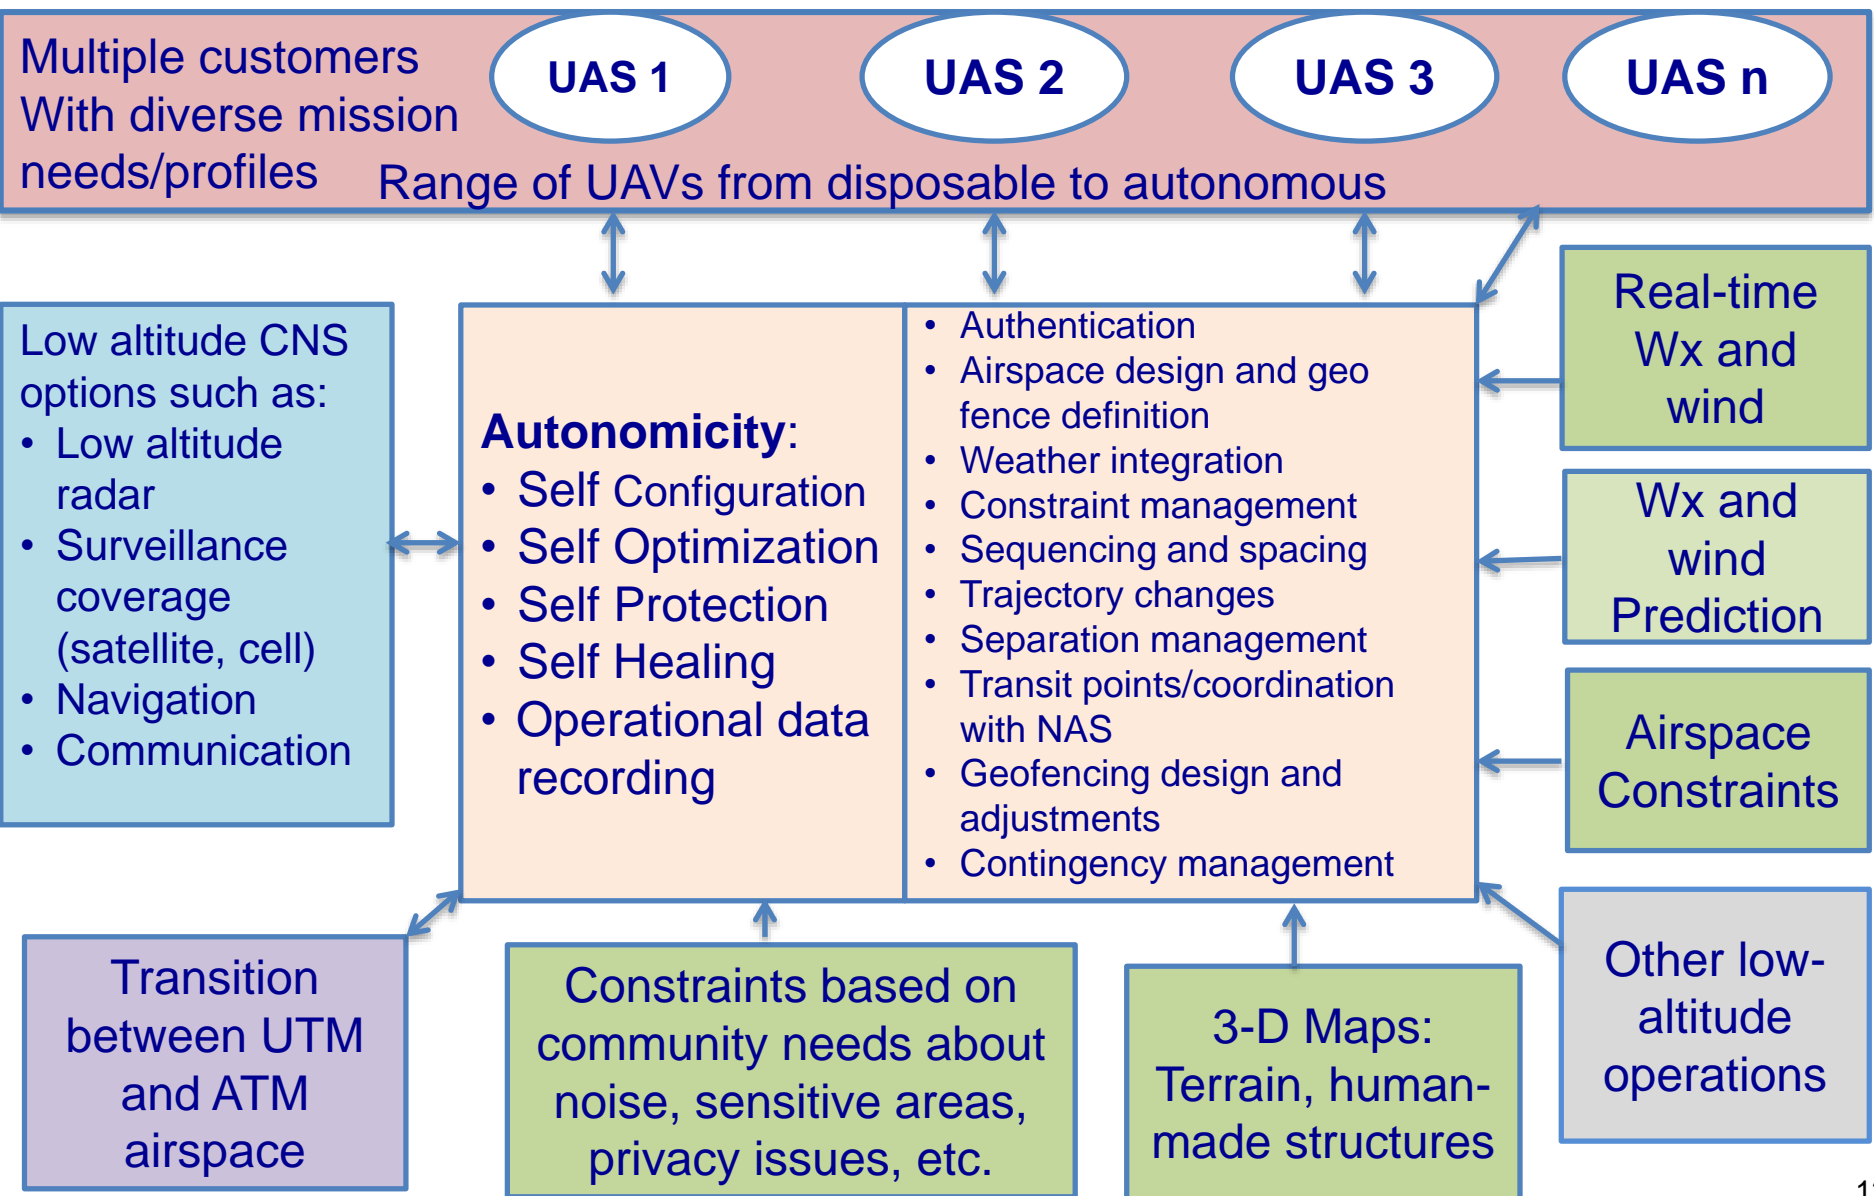 Multiple customers
With diverse mission
needs/profiles
UAS 1
UAS 2
UAS 3
UAS n
Range of UAVs from disposable to autonomous
Low altitude CNS
options such as:
• Low altitude
radar
• Surveillance
coverage
(satellite, cell)
• Navigation
• Communication
Autonomicity:
• Self Configuration
• Self Optimization
• Self Protection
• Self Healing
• Operational data
recording
• Authentication
• Airspace design and geo
fence definition
• Weather integration
• Constraint management
• Sequencing and spacing
• Trajectory changes
• Separation management
• Transit points/coordination
with NAS
• Geofencing design and
adjustments
• Contingency management
Real-time
Wx and
wind
Wx and
wind
Prediction
Airspace
Constraints
Other low-
altitude
operations
Transition
between UTM
and ATM
airspace
Constraints based on
community needs about
noise, sensitive areas,
privacy issues, etc.
3-D Maps:
Terrain, human-
made structures